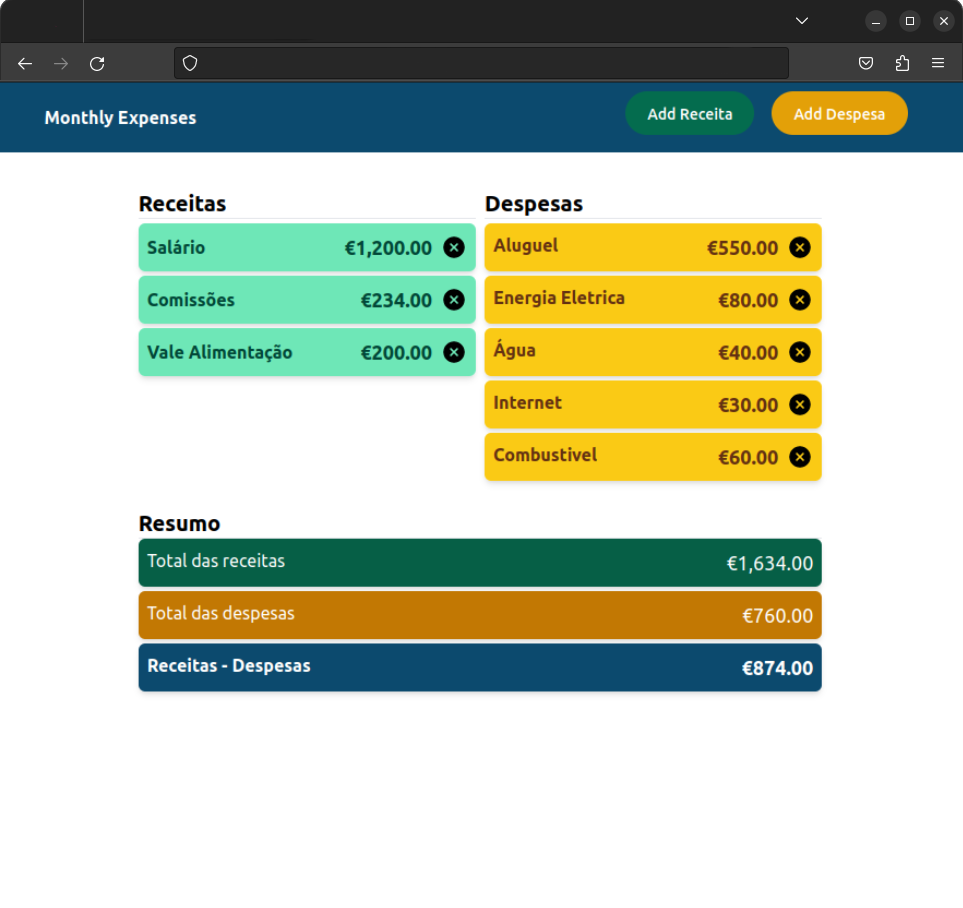 Monthly Expenses
Add Receita
Add Despesa
Receitas
Salário €1,200.00
Comissões €234.00
Vale Alimentação €200.00
Despesas
Aluguel €550.00
Energia Eletrica €80.00
Água €40.00
Internet €30.00
Combustivel €60.00
Resumo
Total das receitas €1,634.00
Total das despesas €760.00
Receitas - Despesas €874.00